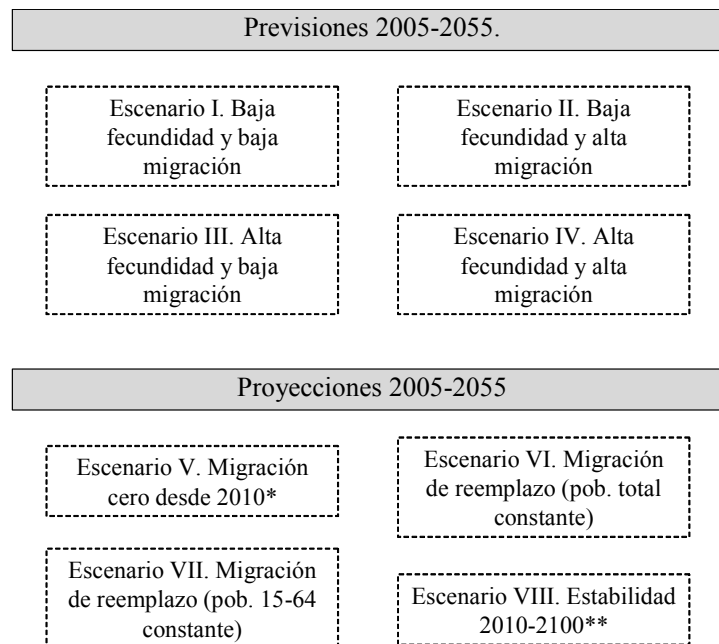 Previsiones 2005-2055.
Escenario I. Baja
fecundidad y baja
migración
Escenario II. Baja
fecundidad y alta
migración
Escenario III. Alta
fecundidad y baja
migración
Escenario IV. Alta
fecundidad y alta
migración
Proyecciones 2005-2055
Escenario V. Migración
cero desde 2010*
Escenario VI. Migración
de reemplazo (pob. total
constante)
Escenario VII. Migración
de reemplazo (pob. 15-64
constante)
Escenario VIII. Estabilidad
2010-2100**